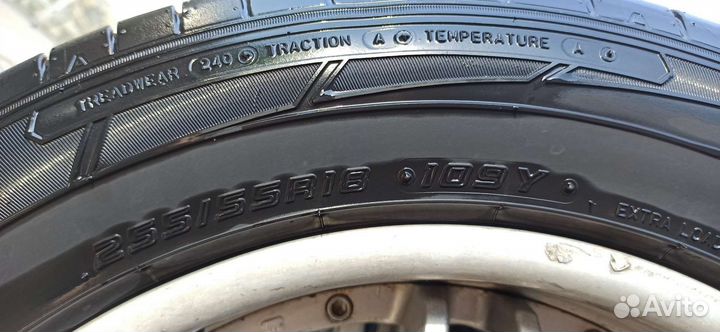 TREADWEAR 240 TRACTION A TEMPERATURE A
255/55R18 109Y EXTRA LOAD
Avito